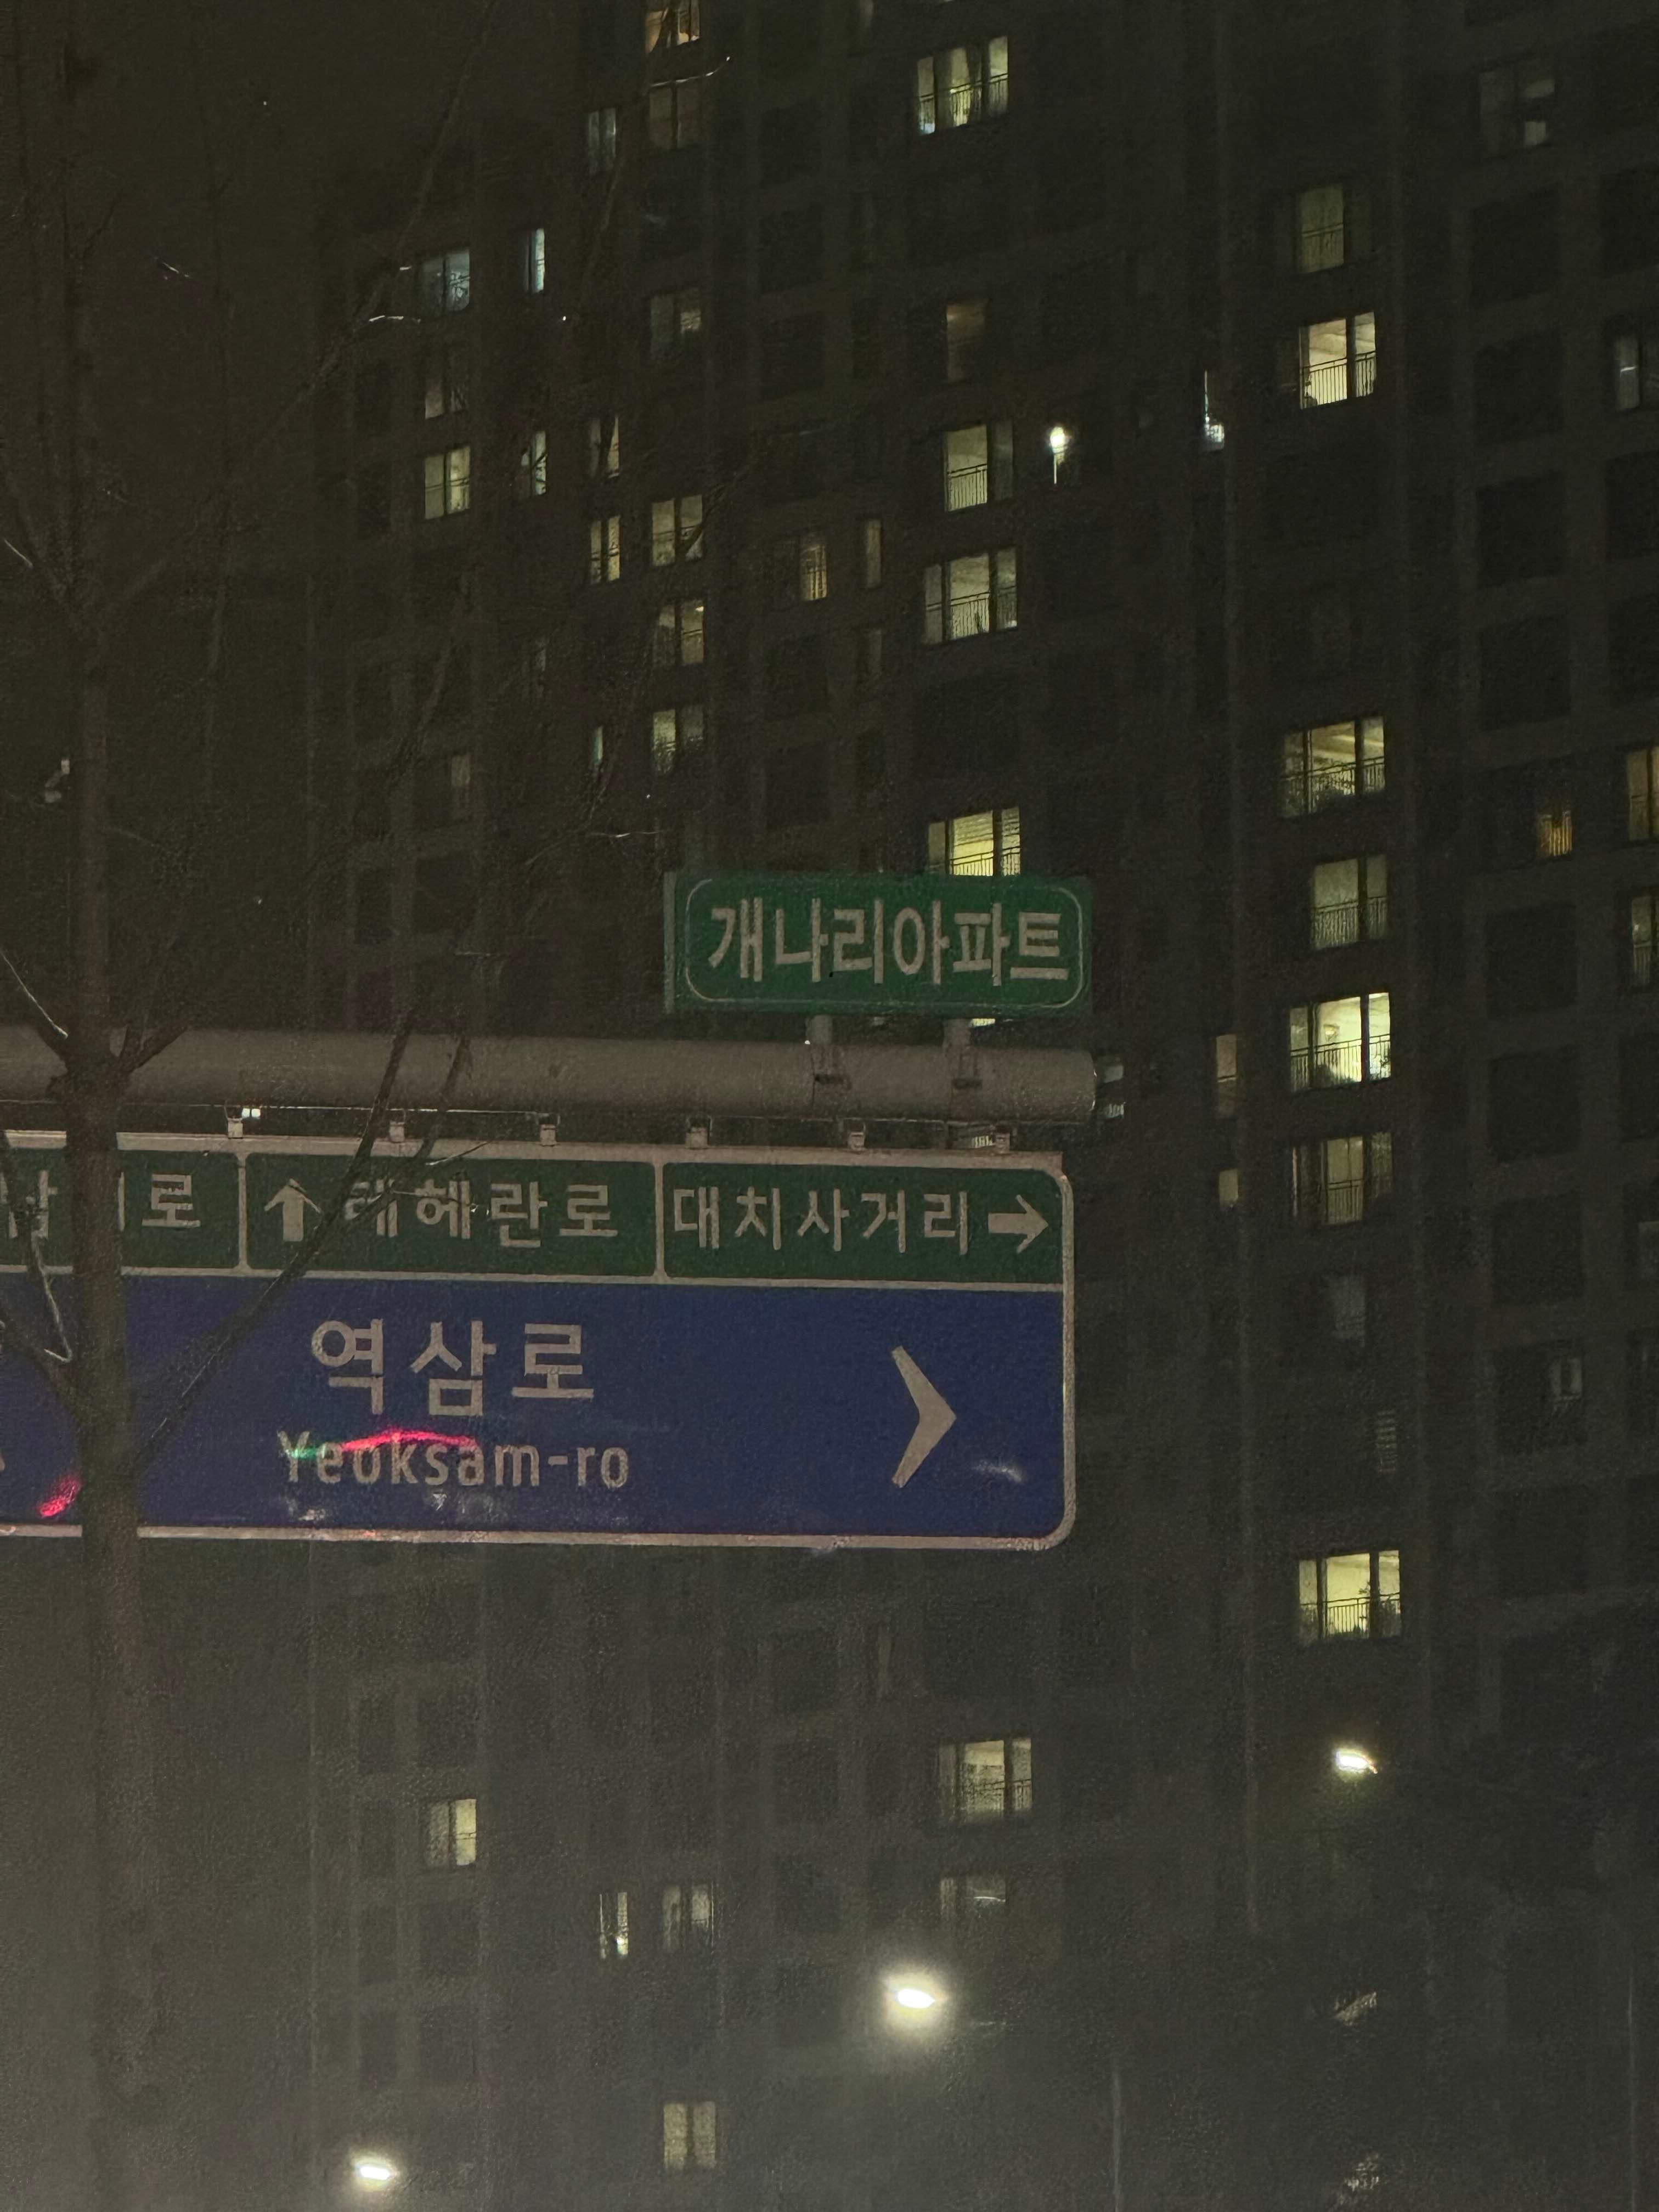 개나리아파트
로 ↑ 테헤란로 대치사거리 →
역삼로
Yeoksam-ro